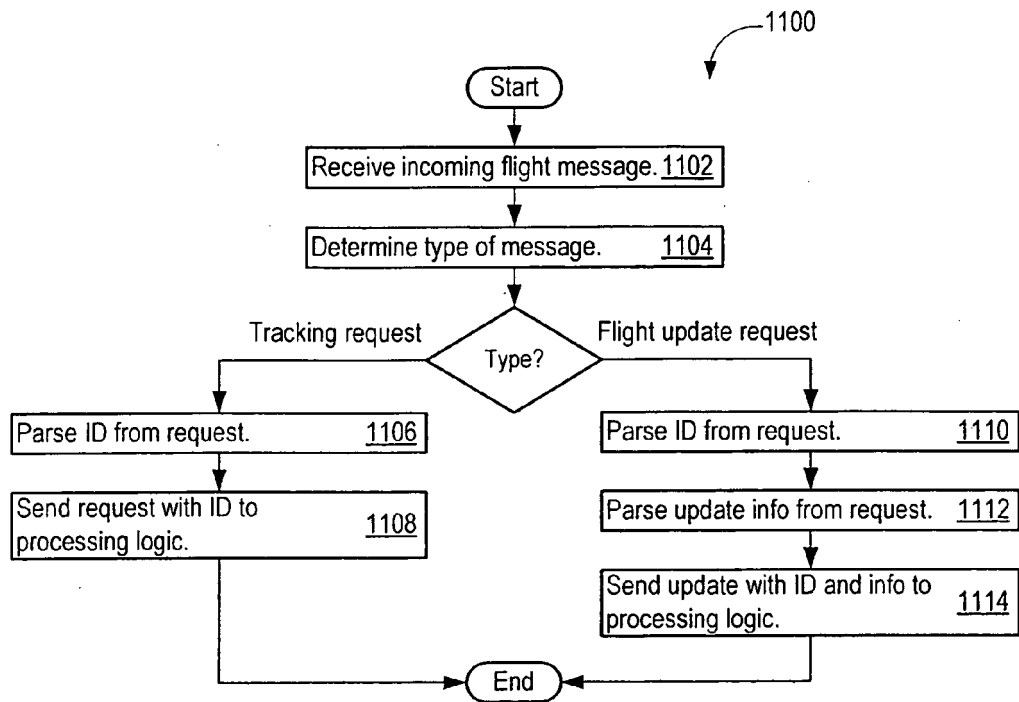 1100
Start
Receive incoming flight message. 1102
Determine type of message. 1104
Tracking request
Type?
Flight update request
Parse ID from request. 1106
Send request with ID to
processing logic. 1108
Parse ID from request. 1110
Parse update info from request. 1112
Send update with ID and info to
processing logic. 1114
End